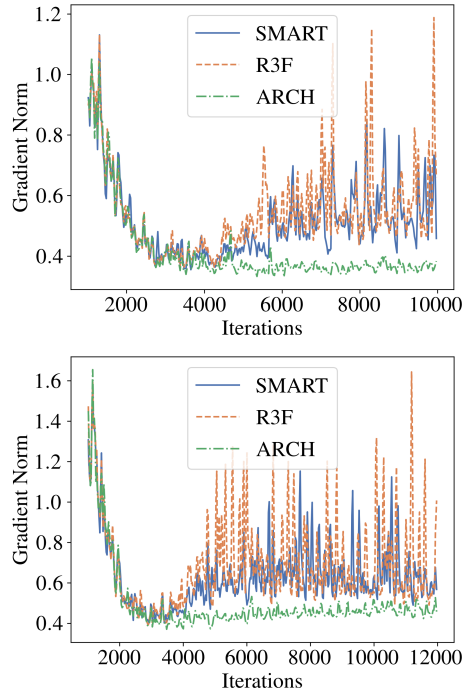 1.2
1.0
0.8
0.6
0.4
Gradient Norm
SMART
R3F
ARCH
2000 4000 6000 8000 10000
Iterations
1.6
1.4
1.2
1.0
0.8
0.6
0.4
Gradient Norm
SMART
R3F
ARCH
2000 4000 6000 8000 10000 12000
Iterations